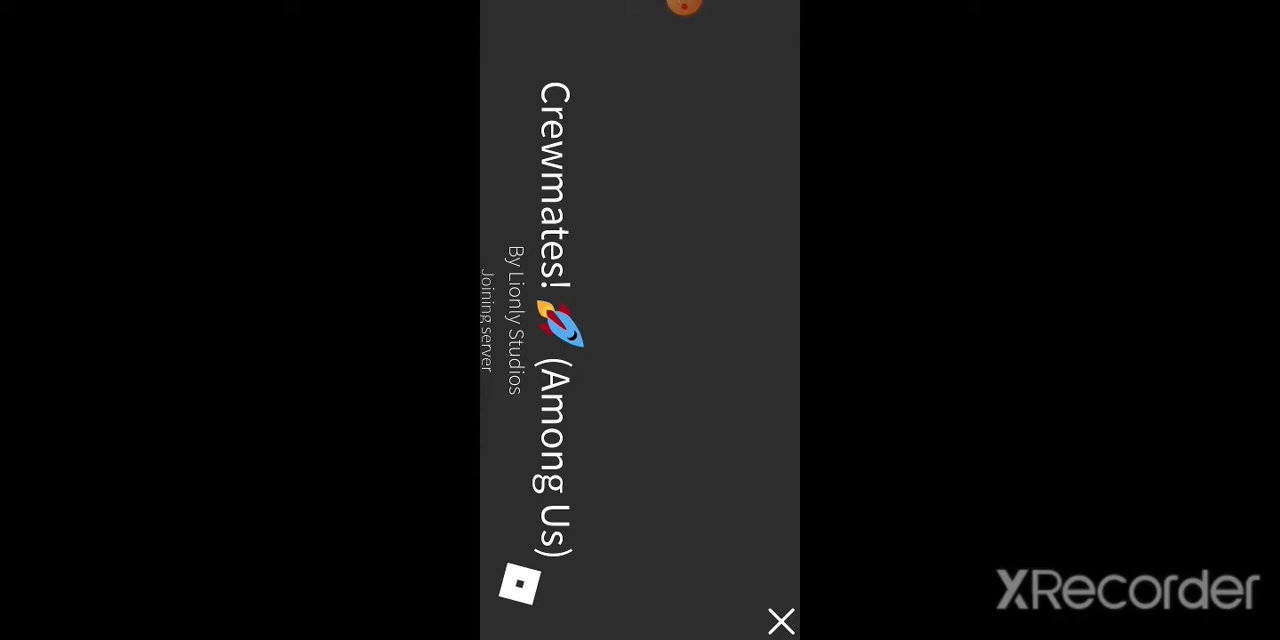 Crewmates! 🚀 (Among Us)
By Lionly Studios
Joining server
XRecorder